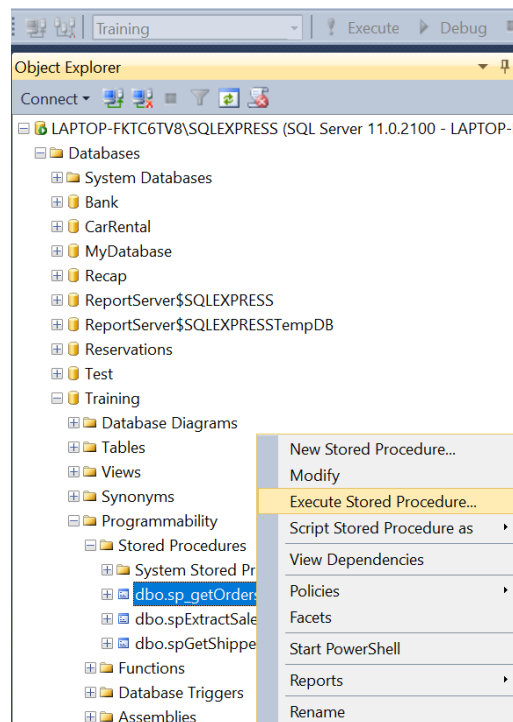 Training
Execute
Debug
Object Explorer
Connect
LAPTOP-FKTC6TV8\SQLEXPRESS (SQL Server 11.0.2100 - LAPTOP-
Databases
System Databases
Bank
CarRental
MyDatabase
Recap
ReportServer$SQLEXPRESS
ReportServer$SQLEXPRESSTempDB
Reservations
Test
Training
Database Diagrams
Tables
Views
Synonyms
Programmability
Stored Procedures
System Stored Pr
dbo.sp_getOrders
dbo.spExtractSale
dbo.spGetShippe
Functions
Database Triggers
Assemblies
New Stored Procedure...
Modify
Execute Stored Procedure...
Script Stored Procedure as
View Dependencies
Policies
Facets
Start PowerShell
Reports
Rename